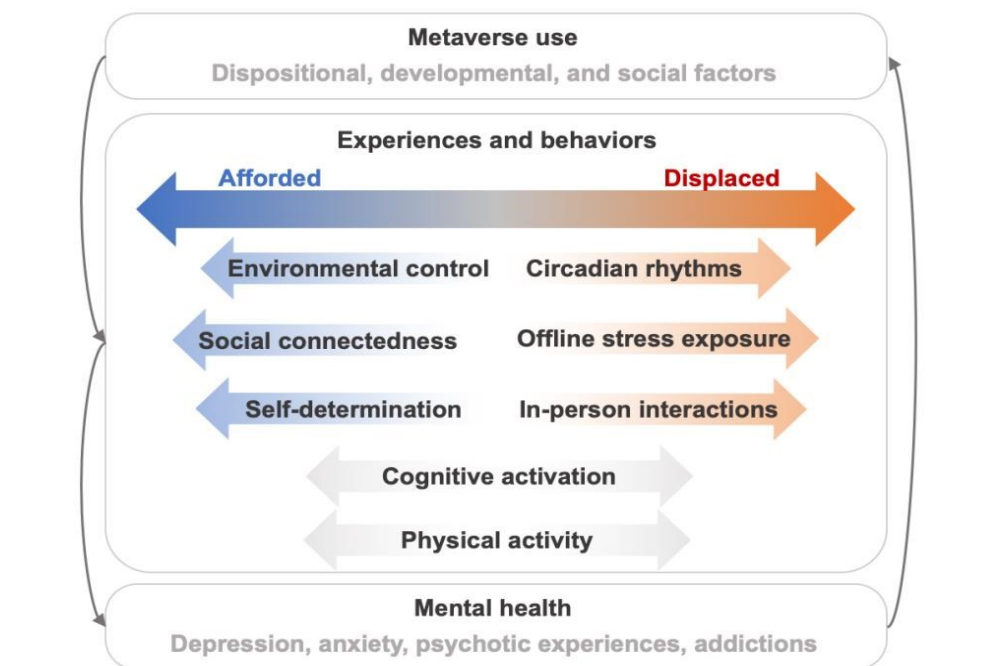 Metaverse use
Dispositional, developmental, and social factors
Experiences and behaviors
Afforded
Displaced
Environmental control
Circadian rhythms
Social connectedness
Offline stress exposure
Self-determination
In-person interactions
Cognitive activation
Physical activity
Mental health
Depression, anxiety, psychotic experiences, addictions